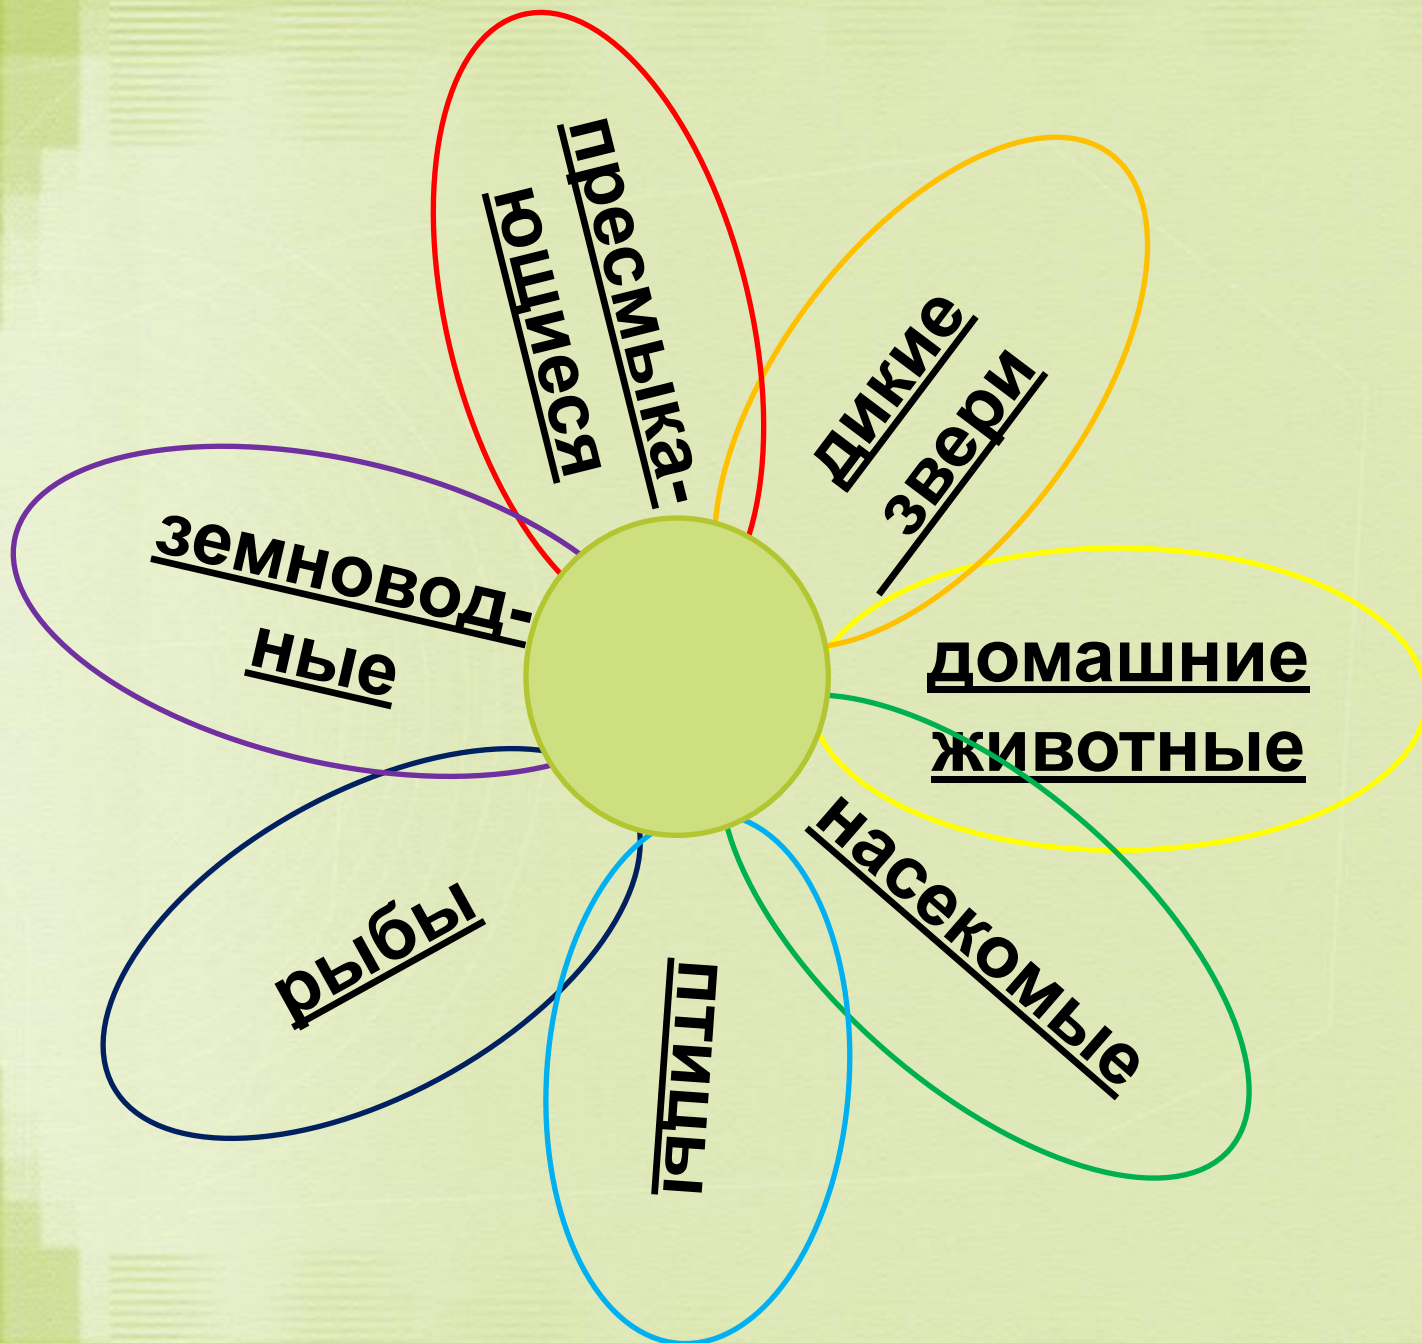 пресмыка-
ющиеся
дикие
звери
домашние
животные
насекомые
птицы
рыбы
земновод-
ные